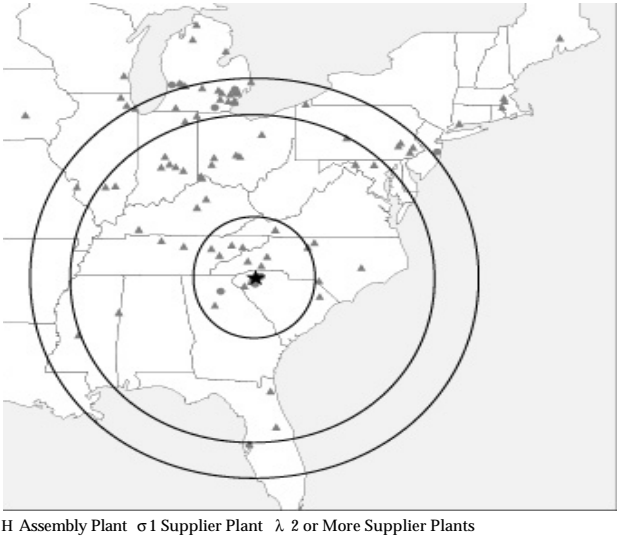 H Assembly Plant σ 1 Supplier Plant λ 2 or More Supplier Plants